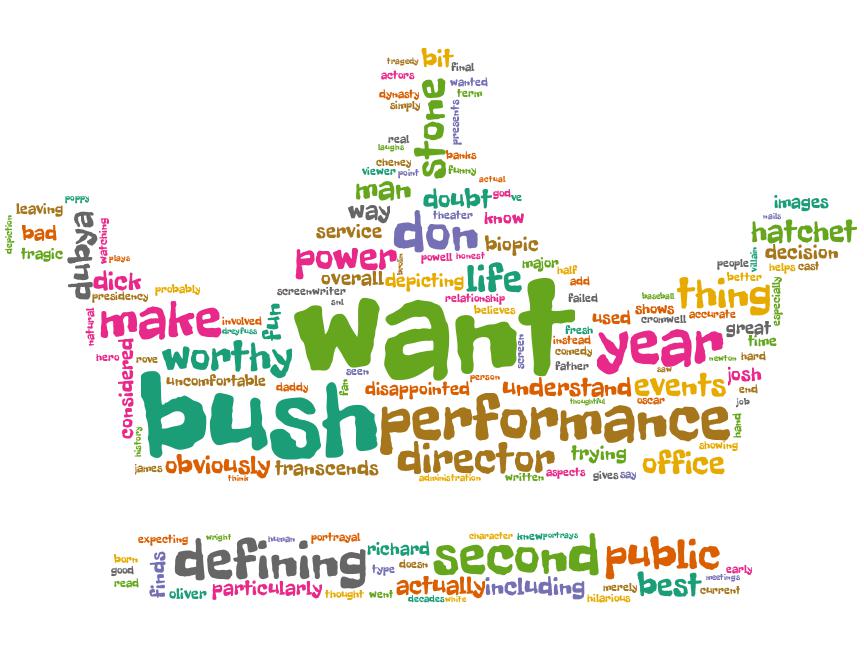 tragedy bit final
actors wanted
dynasty term
simply stone presents
real
laughs banks
cheney funny
viewer point actual
man doubt god ve
way theater know
service don biopic
power powell honest major
overall depicting life half add
screenwriter relationship failed
snl want believes
poppy
leaving dubya watching
depiction bad
tragic plays
dick
presidency probably
natural make involved fun
dreyfuss
hero rove worthy
considered uncomfortable daddy
images
nails
hatchet
people villain decision
better helps cast
baseball thing especially
used shows accurate
cromwell great
fresh time
screen instead year
comedy newton hard
father saw josh
seen person end
fan disappointed understand events job
thoughtful oscar
bush performance hand
history showing
james obviously transcends director trying office
think administration written aspects gives say
expecting wright human portrayal character knew portrays
born finds defining richard second public
good type doesn early
read particularly actually including best meetings
oliver thought went merely current
decades white hilarious